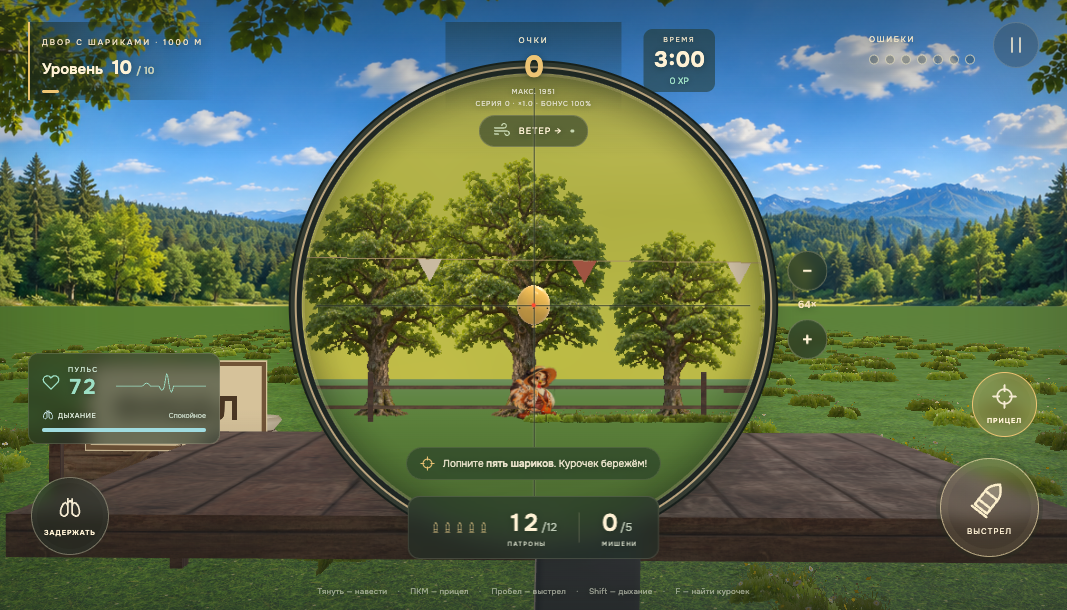 ДВОР С ШАРИКАМИ · 1000 М
Уровень 10 / 10
ОЧКИ
0
МАКС. 1951
СЕРИЯ 0 · ×1.0 · БОНУС 100%
ВЕТЕР →
ВРЕМЯ
3:00
0 XP
ОШИБКИ
−
64×
+
ПУЛЬС
72
ДЫХАНИЕ
Спокойное
Л
ПРИЦЕЛ
Лопните пять шариков. Курочек бережём!
ЗАДЕРЖАТЬ
12 /12
ПАТРОНЫ
0 /5
МИШЕНИ
ВЫСТРЕЛ
Тянуть — навести · ПКМ — прицел · Пробел — выстрел · Shift — дыхание · F — найти курочек